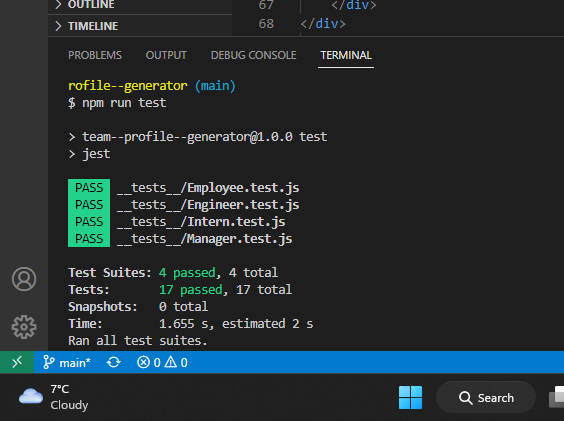 OUTLINE
TIMELINE
67 </div>
68 </div>
PROBLEMS OUTPUT DEBUG CONSOLE TERMINAL
rofile--generator (main)
$ npm run test
> team--profile--generator@1.0.0 test
> jest
PASS __tests__/Employee.test.js
PASS __tests__/Engineer.test.js
PASS __tests__/Intern.test.js
PASS __tests__/Manager.test.js
Test Suites: 4 passed, 4 total
Tests: 17 passed, 17 total
Snapshots: 0 total
Time: 1.655 s, estimated 2 s
Ran all test suites.
main* 0 0
7°C
Cloudy
Search